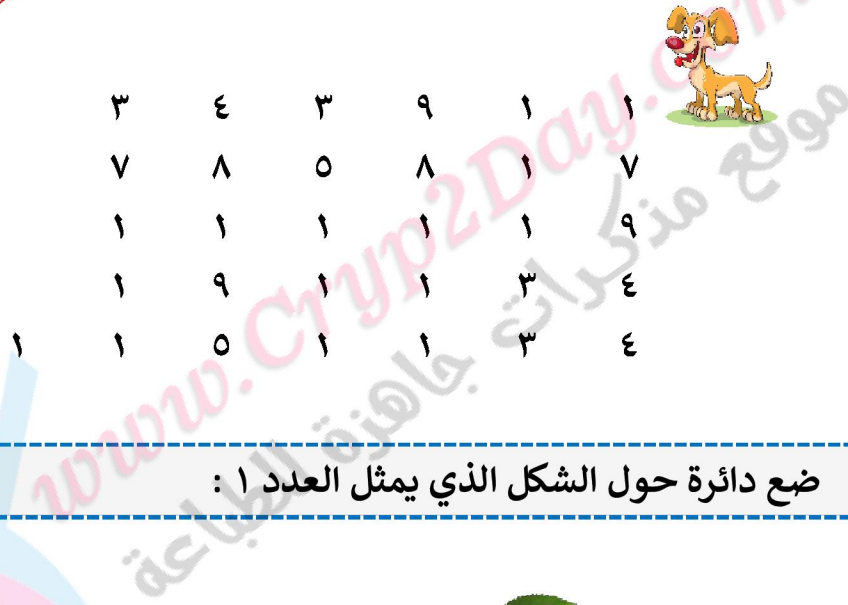 ١ ١ ٩ ٣ ٤ ٣
٧ ١ ٨ ٥ ٨ ٧
٩ ١ ١ ١ ١ ١
٤ ٣ ١ ١ ٩ ١
٤ ٣ ١ ١ ٥ ١ ١
ضع دائرة حول الشكل الذي يمثل العدد ١ :
www.Cryp2Day.com
موقع مذكرات جاهزة للطباعة